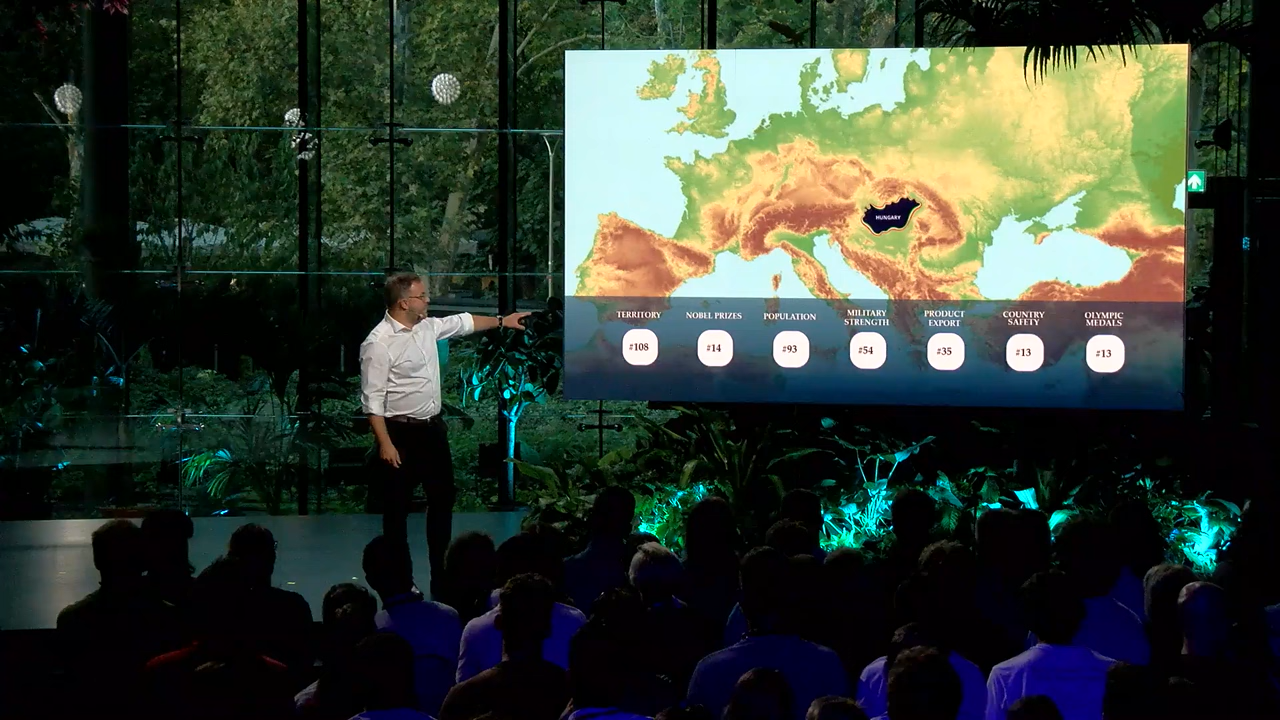 HUNGARY
TERRITORY
NOBEL PRIZES
POPULATION
MILITARY
STRENGTH
PRODUCT
EXPORT
COUNTRY
SAFETY
OLYMPIC
MEDALS
#108
#14
#93
#54
#35
#13
#13